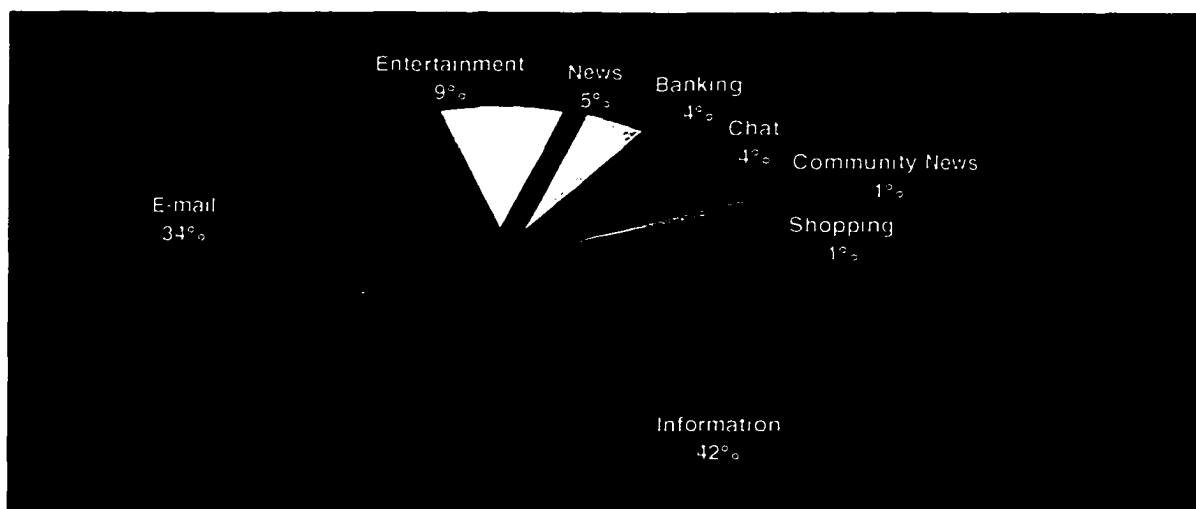 Entertainment
9%
News
5%
Banking
4%
Chat
4%
Community News
1%
Shopping
1%
E-mail
34%
Information
42%